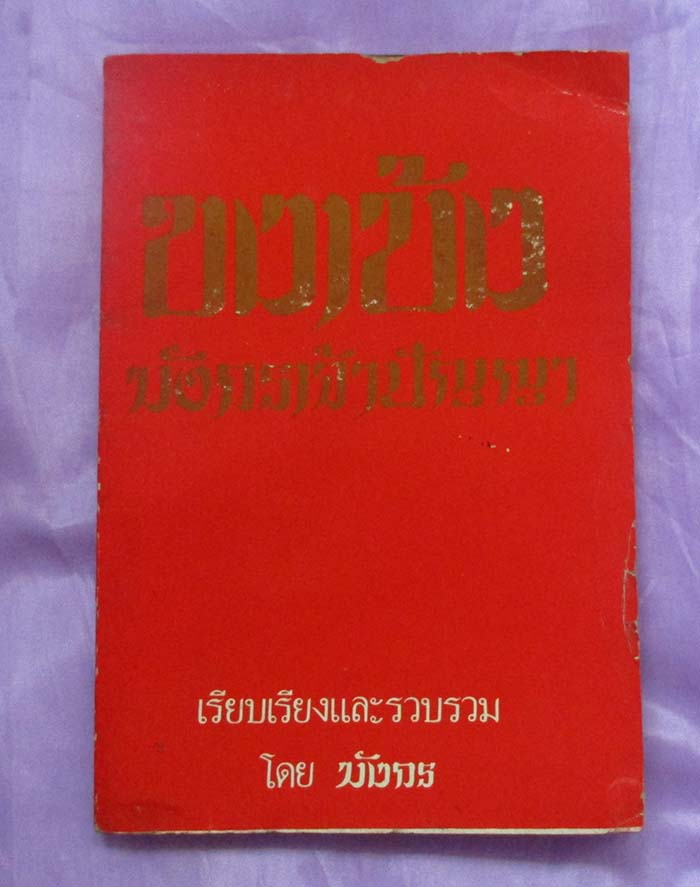 ขงเบ้ง
มังกรเจ้าปัญญา
เรียบเรียงและรวบรวม
โดย มังกร